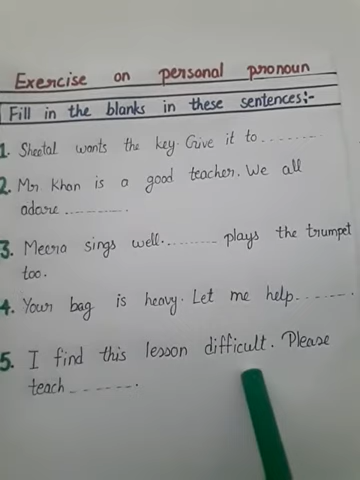 Exercise on personal pronoun
Fill in the blanks in these sentences:-
1. Sheetal wants the key. Give it to ........
2. Mr. Khan is a good teacher. We all
adore ..........
3. Meera sings well. ........ plays the trumpet
too.
4. Your bag is heavy. Let me help .......
5. I find this lesson difficult. Please
teach ........